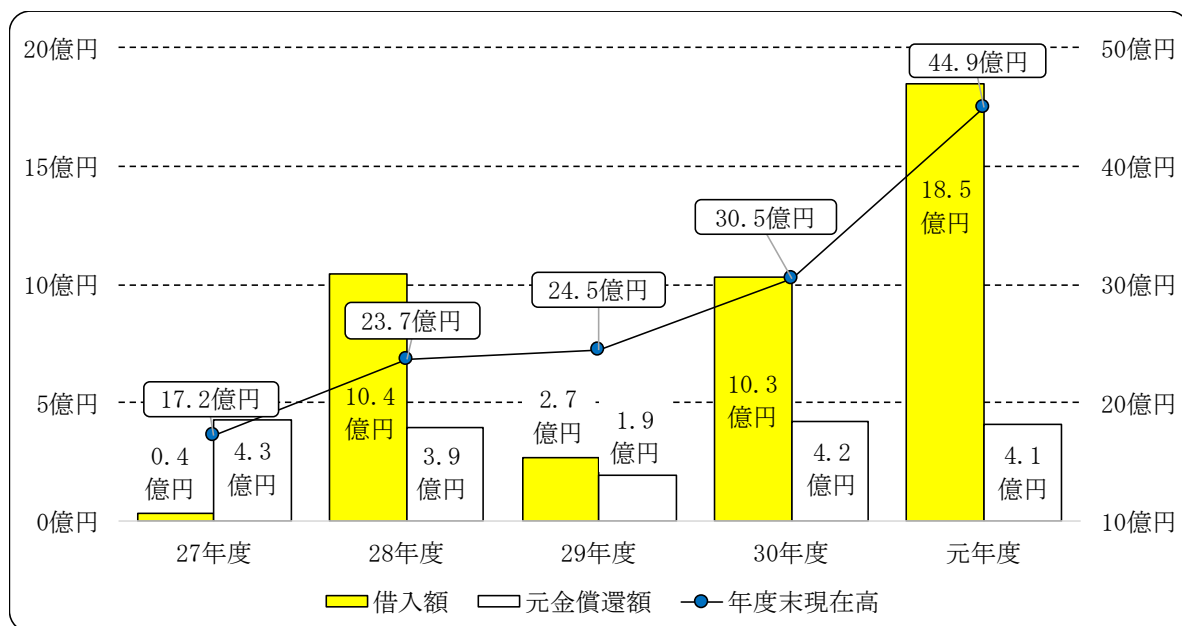 20億円
15億円
10億円
5億円
0億円
50億円
40億円
30億円
20億円
10億円
17.2億円
23.7億円
24.5億円
30.5億円
44.9億円
0.4
億円
4.3
億円
10.4
億円
3.9
億円
2.7
億円
1.9
億円
10.3
億円
4.2
億円
18.5
億円
4.1
億円
27年度 28年度 29年度 30年度 元年度
借入額 元金償還額 年度末現在高